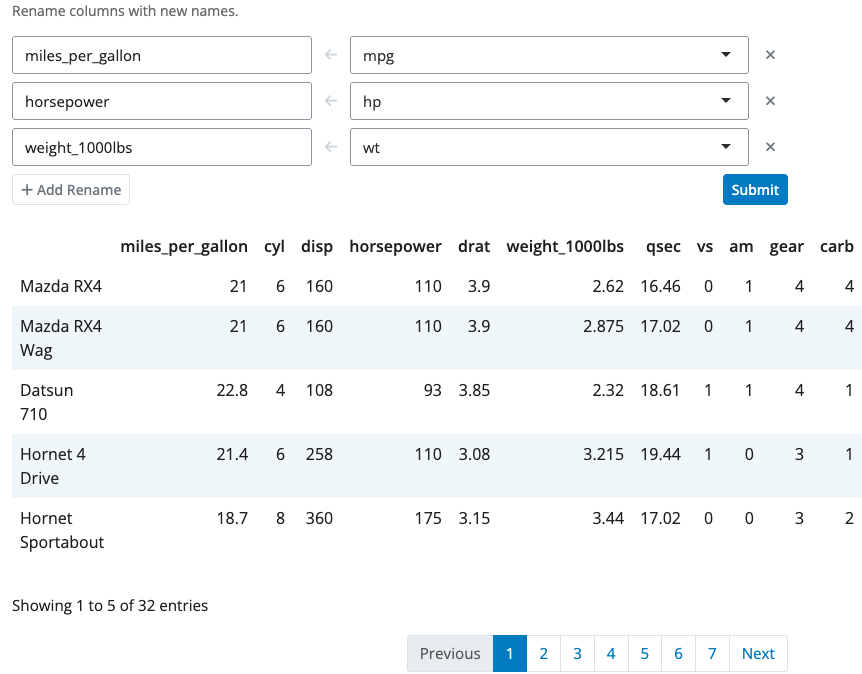 Rename columns with new names.
miles_per_gallon ← mpg ×
horsepower ← hp ×
weight_1000lbs ← wt ×
+ Add Rename Submit
miles_per_gallon cyl disp horsepower drat weight_1000lbs qsec vs am gear carb
Mazda RX4 21 6 160 110 3.9 2.62 16.46 0 1 4 4
Mazda RX4 21 6 160 110 3.9 2.875 17.02 0 1 4 4
Wag
Datsun 22.8 4 108 93 3.85 2.32 18.61 1 1 4 1
710
Hornet 4 21.4 6 258 110 3.08 3.215 19.44 1 0 3 1
Drive
Hornet 18.7 8 360 175 3.15 3.44 17.02 0 0 3 2
Sportabout
Showing 1 to 5 of 32 entries
Previous 1 2 3 4 5 6 7 Next